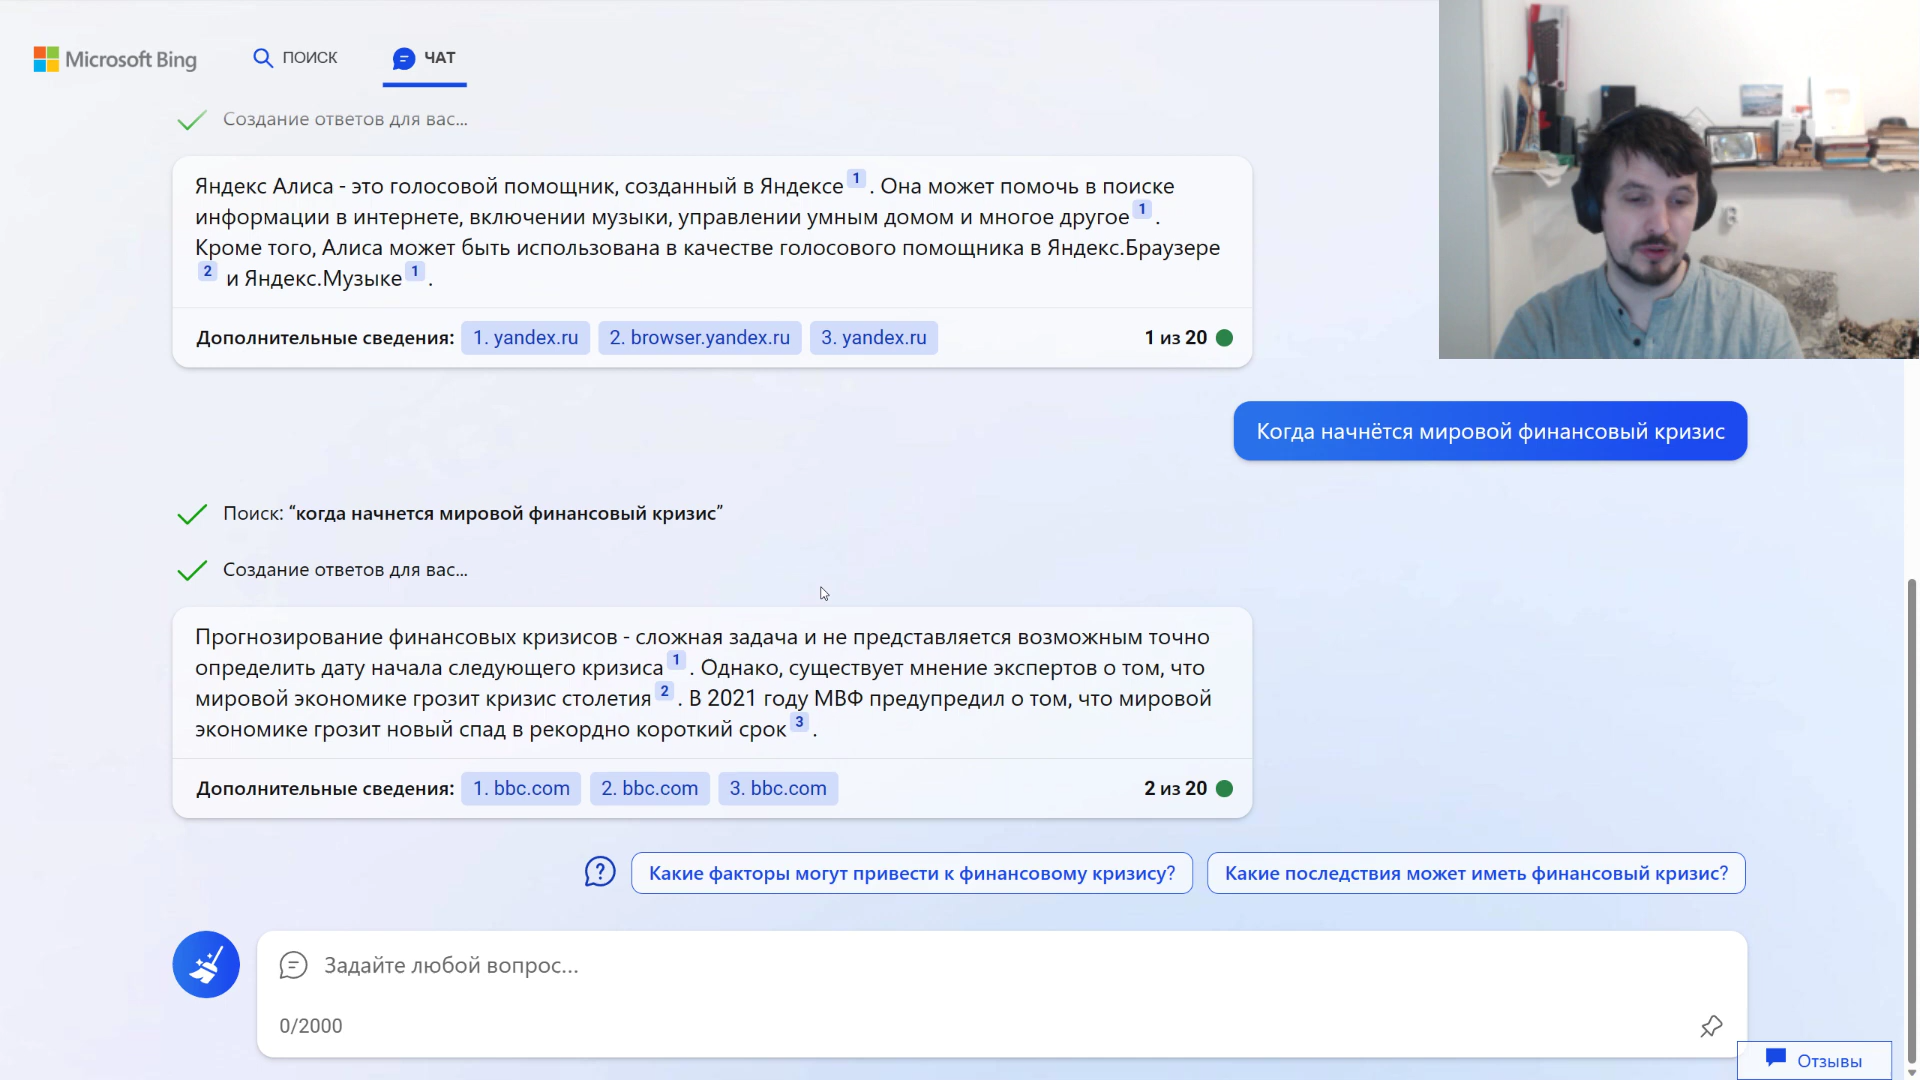 Microsoft Bing
ПОИСК
ЧАТ
Создание ответов для вас...
Яндекс Алиса - это голосовой помощник, созданный в Яндексе 1 . Она может помочь в поиске
информации в интернете, включении музыки, управлении умным домом и многое другое 1 .
Кроме того, Алиса может быть использована в качестве голосового помощника в Яндекс.Браузере
2 и Яндекс.Музыке 1 .
Дополнительные сведения: 1. yandex.ru 2. browser.yandex.ru 3. yandex.ru 1 из 20
Когда начнётся мировой финансовый кризис
Поиск: “когда начнется мировой финансовый кризис”
Создание ответов для вас...
Прогнозирование финансовых кризисов - сложная задача и не представляется возможным точно
определить дату начала следующего кризиса 1 . Однако, существует мнение экспертов о том, что
мировой экономике грозит кризис столетия 2 . В 2021 году МВФ предупредил о том, что мировой
экономике грозит новый спад в рекордно короткий срок 3 .
Дополнительные сведения: 1. bbc.com 2. bbc.com 3. bbc.com 2 из 20
Какие факторы могут привести к финансовому кризису? Какие последствия может иметь финансовый кризис?
Задайте любой вопрос...
0/2000
Отзывы